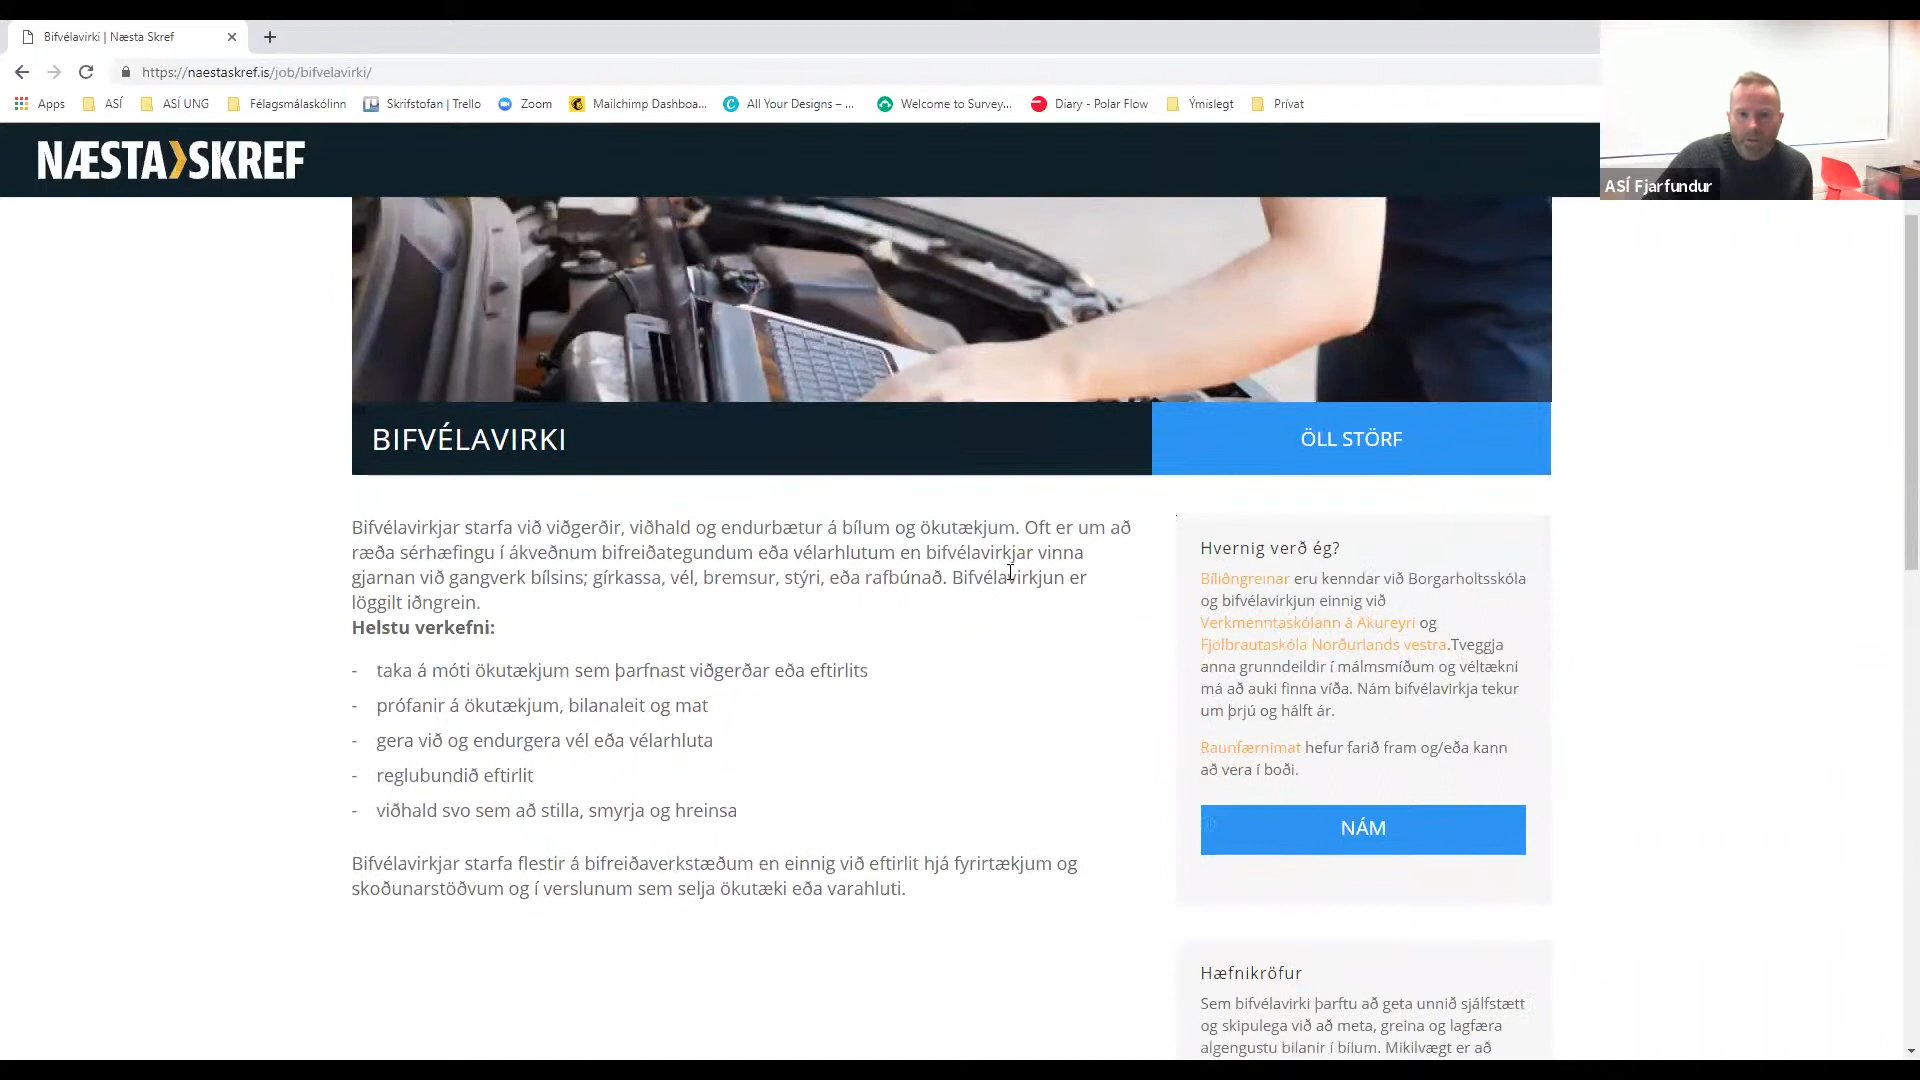 Bifvélavirki | Næsta Skref
https://naestaskref.is/job/bifvelavirki/
Apps ASÍ ASÍ UNG Félagsmálaskólinn Skrifstofan | Trello Zoom Mailchimp Dashboa... All Your Designs – ... Welcome to Survey... Diary - Polar Flow Ýmislegt Prívat
NÆSTA SKREF
ASÍ Fjarfundur
BIFVÉLAVIRKI
ÖLL STÖRF
Bifvélavirkjar starfa við viðgerðir, viðhald og endurbætur á bílum og ökutækjum. Oft er um að
ræða sérhæfingu í ákveðnum bifreiðategundum eða vélarhlutum en bifvélavirkjar vinna
gjarnan við gangverk bílsins; gírkassa, vél, bremsur, stýri, eða rafbúnað. Bifvélavirkjun er
löggilt iðngrein.
Helstu verkefni:
- taka á móti ökutækjum sem þarfnast viðgerðar eða eftirlits
- prófanir á ökutækjum, bilanaleit og mat
- gera við og endurgera vél eða vélarhluta
- reglubundið eftirlit
- viðhald svo sem að stilla, smyrja og hreinsa
Bifvélavirkjar starfa flestir á bifreiðaverkstæðum en einnig við eftirlit hjá fyrirtækjum og
skoðunarstöðvum og í verslunum sem selja ökutæki eða varahluti.
Hvernig verð ég?
Bíliðngreinar eru kenndar við Borgarholtsskóla
og bifvélavirkjun einnig við
Verkmenntaskólann á Akureyri og
Fjölbrautaskóla Norðurlands vestra.Tveggja
anna grunndeildir í málmsmíðum og véltækni
má að auki finna víða. Nám bifvélavirkja tekur
um þrjú og hálft ár.
Raunfærnimat hefur farið fram og/eða kann
að vera í boði.
NÁM
Hæfnikröfur
Sem bifvélavirki þarftu að geta unnið sjálfstætt
og skipulega við að meta, greina og lagfæra
algengustu bilanir í bílum. Mikilvægt er að